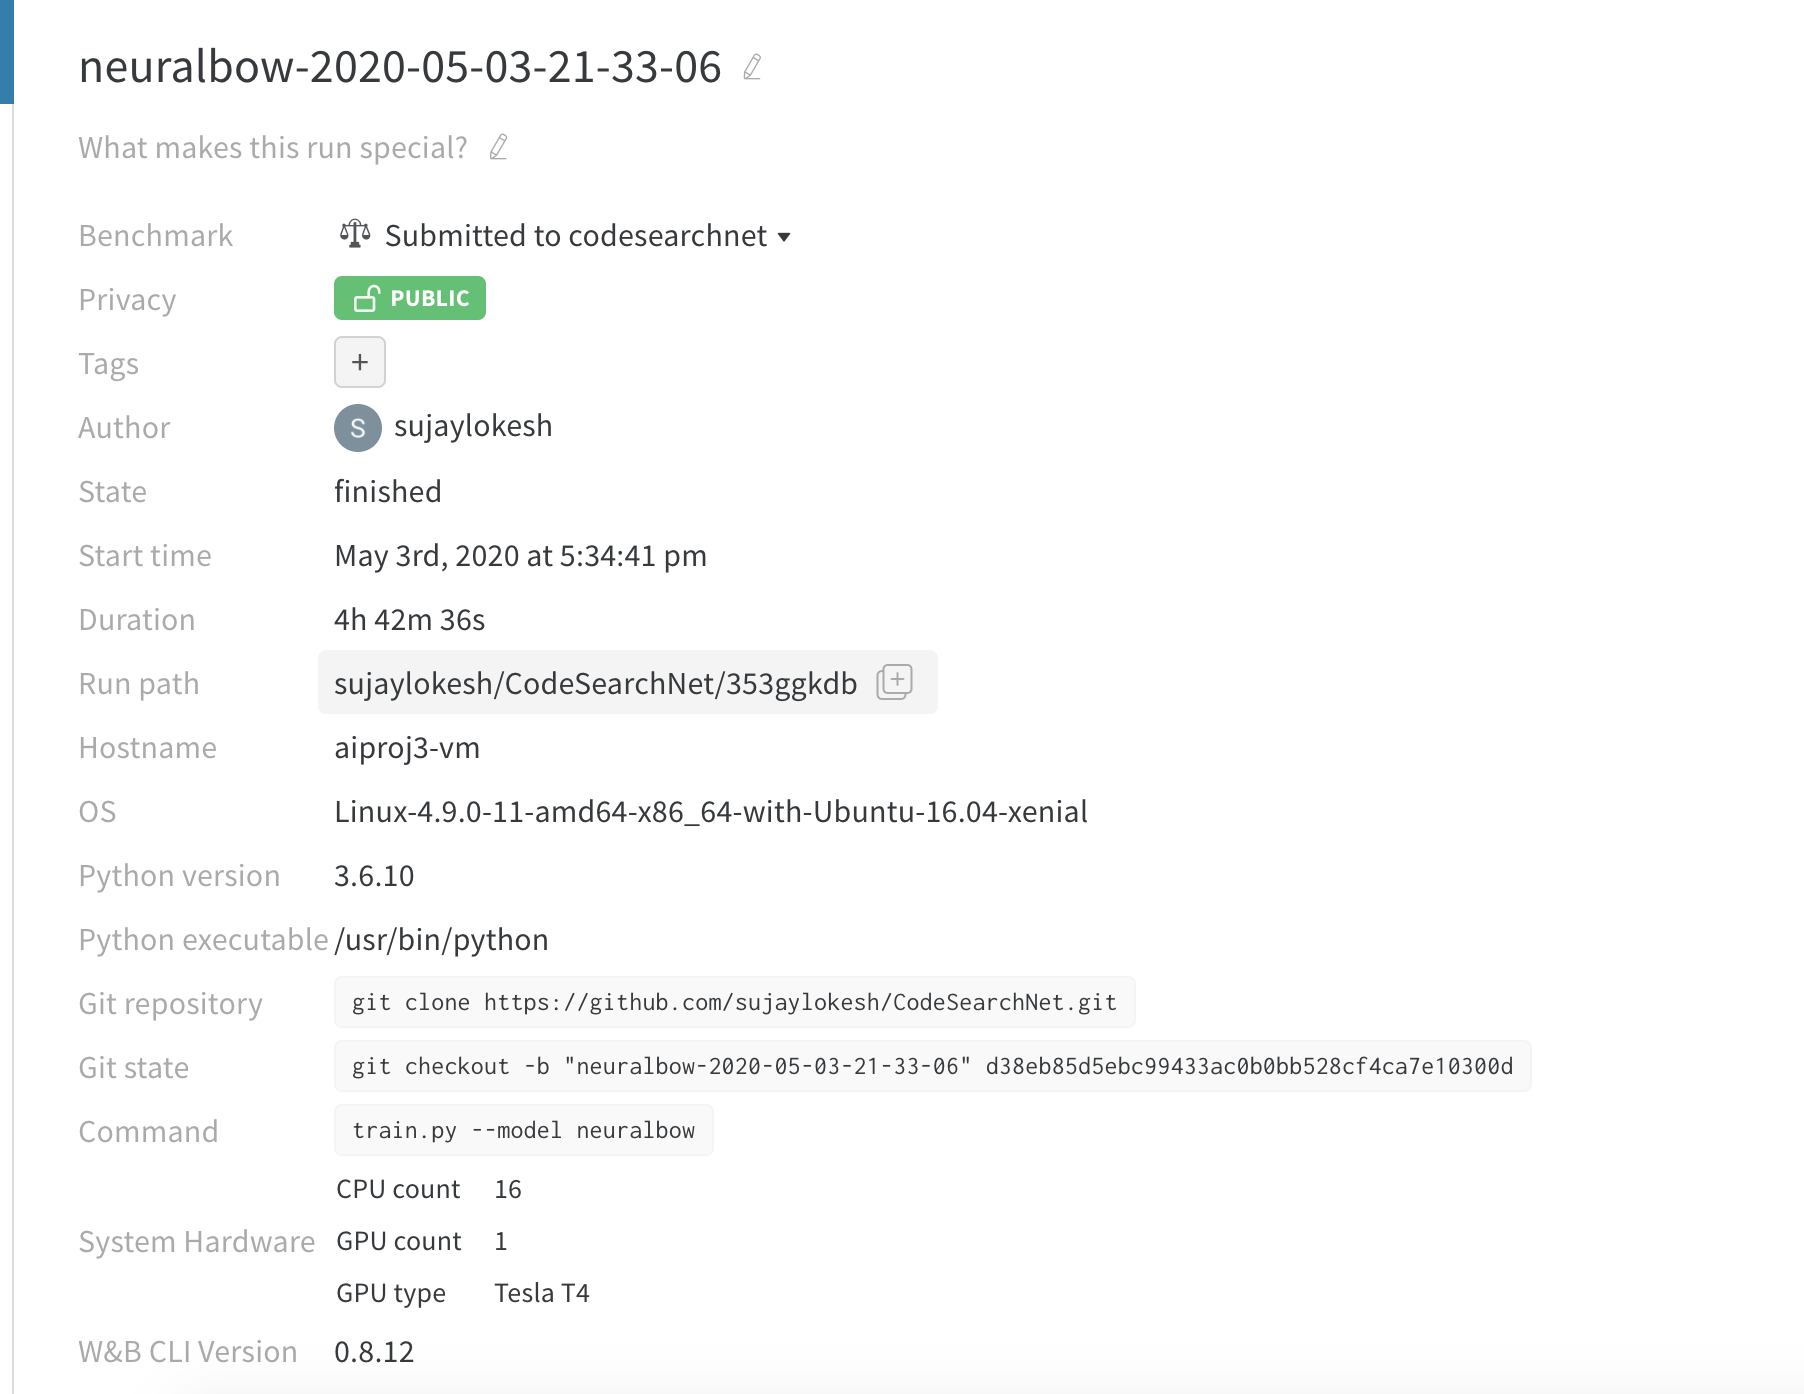 neuralbow-2020-05-03-21-33-06
What makes this run special?
Benchmark Submitted to codesearchnet
Privacy PUBLIC
Tags +
Author S sujaylokesh
State finished
Start time May 3rd, 2020 at 5:34:41 pm
Duration 4h 42m 36s
Run path sujaylokesh/CodeSearchNet/353ggkdb
Hostname aiproj3-vm
OS Linux-4.9.0-11-amd64-x86_64-with-Ubuntu-16.04-xenial
Python version 3.6.10
Python executable /usr/bin/python
Git repository git clone https://github.com/sujaylokesh/CodeSearchNet.git
Git state git checkout -b "neuralbow-2020-05-03-21-33-06" d38eb85d5ebc99433ac0b0bb528cf4ca7e10300d
Command train.py --model neuralbow
CPU count 16
System Hardware GPU count 1
GPU type Tesla T4
W&B CLI Version 0.8.12